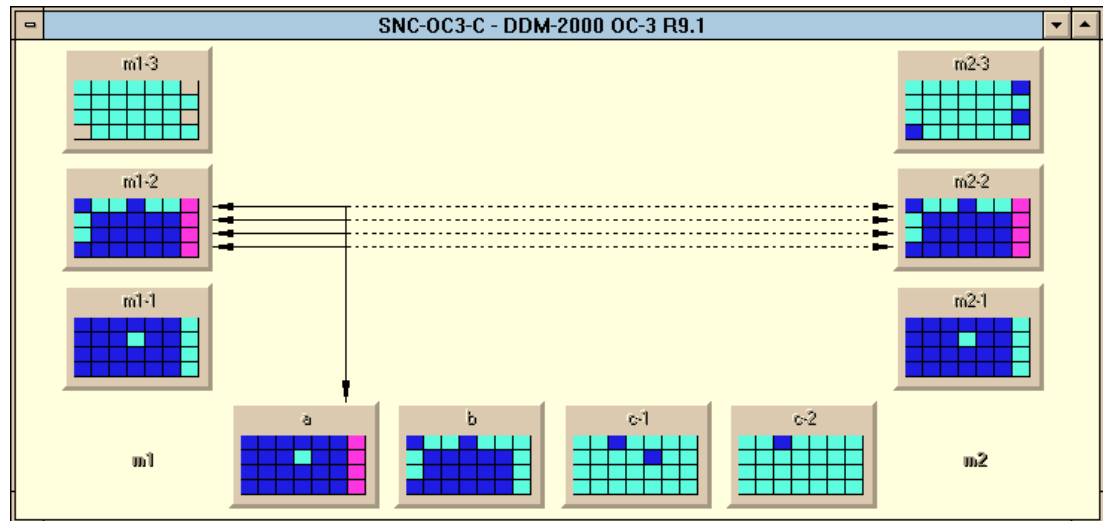 SNC-OC3-C - DDM-2000 OC-3 R9.1
m1-3
m2-3
m1-2
m2-2
m1-1
m2-1
a
b
c-1
c-2
m1
m2